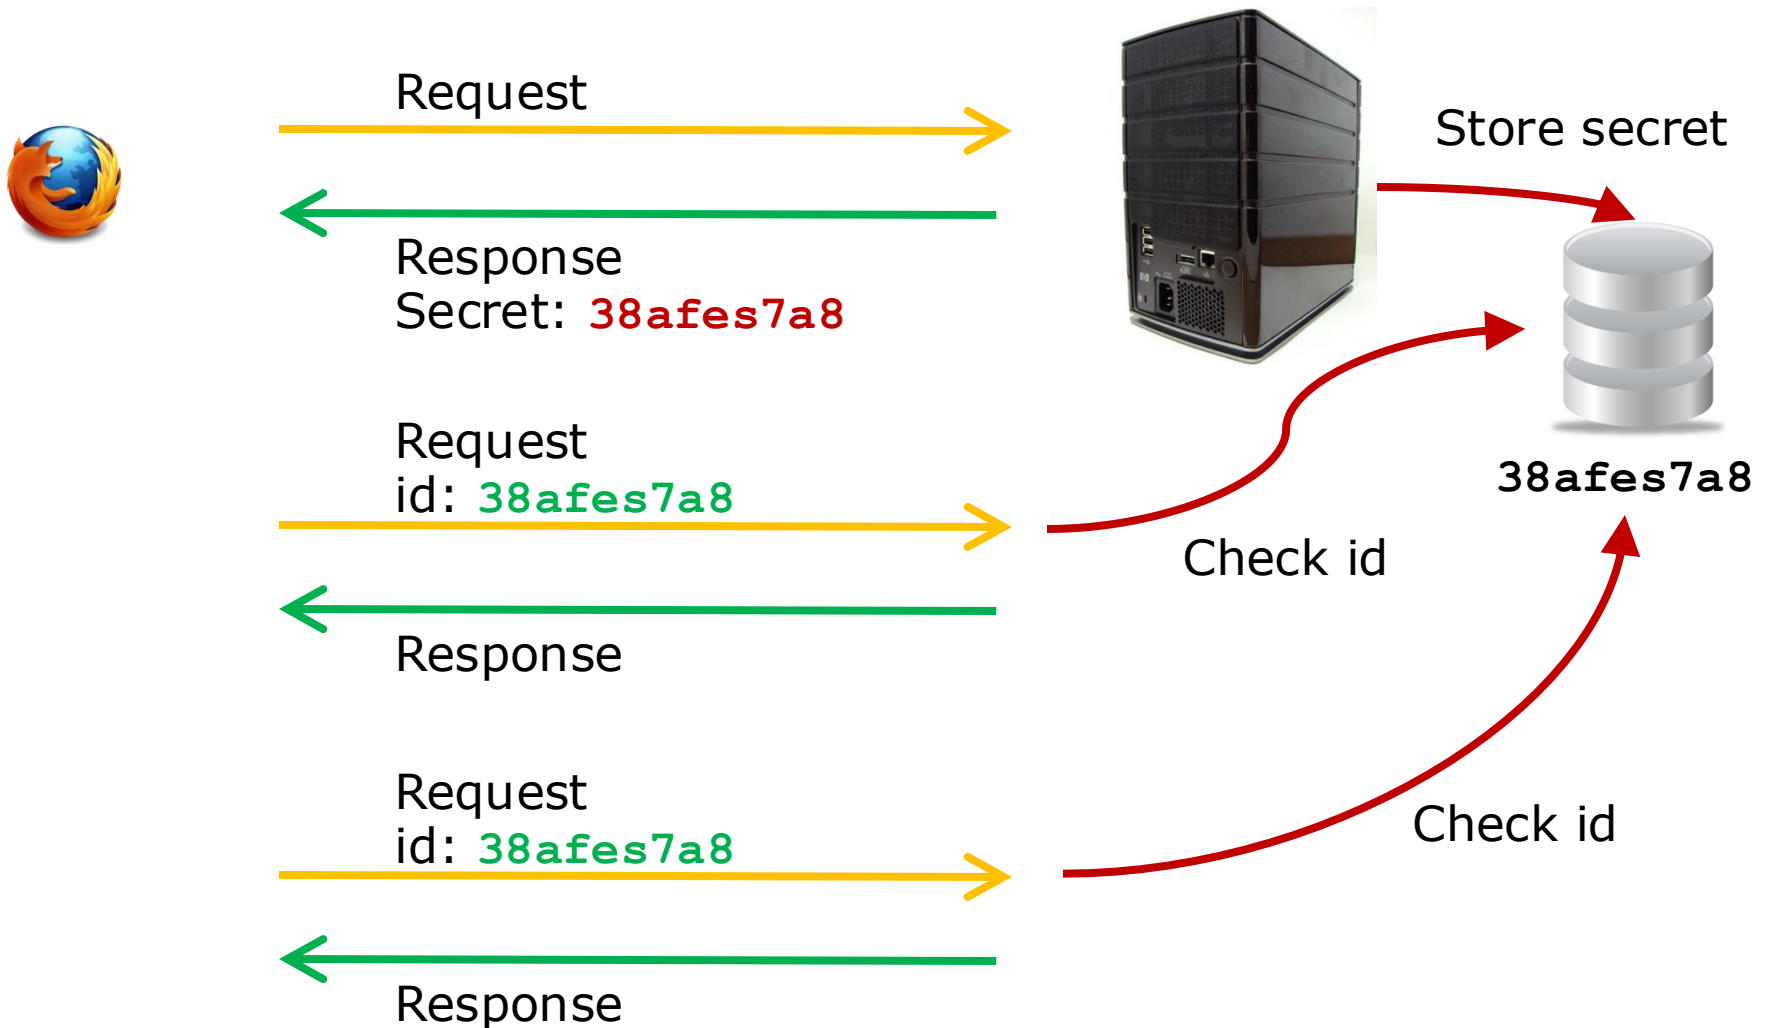 Request
Store secret
Response
Secret: 38afes7a8
Request
id: 38afes7a8
38afes7a8
Check id
Response
Request
id: 38afes7a8
Check id
Response